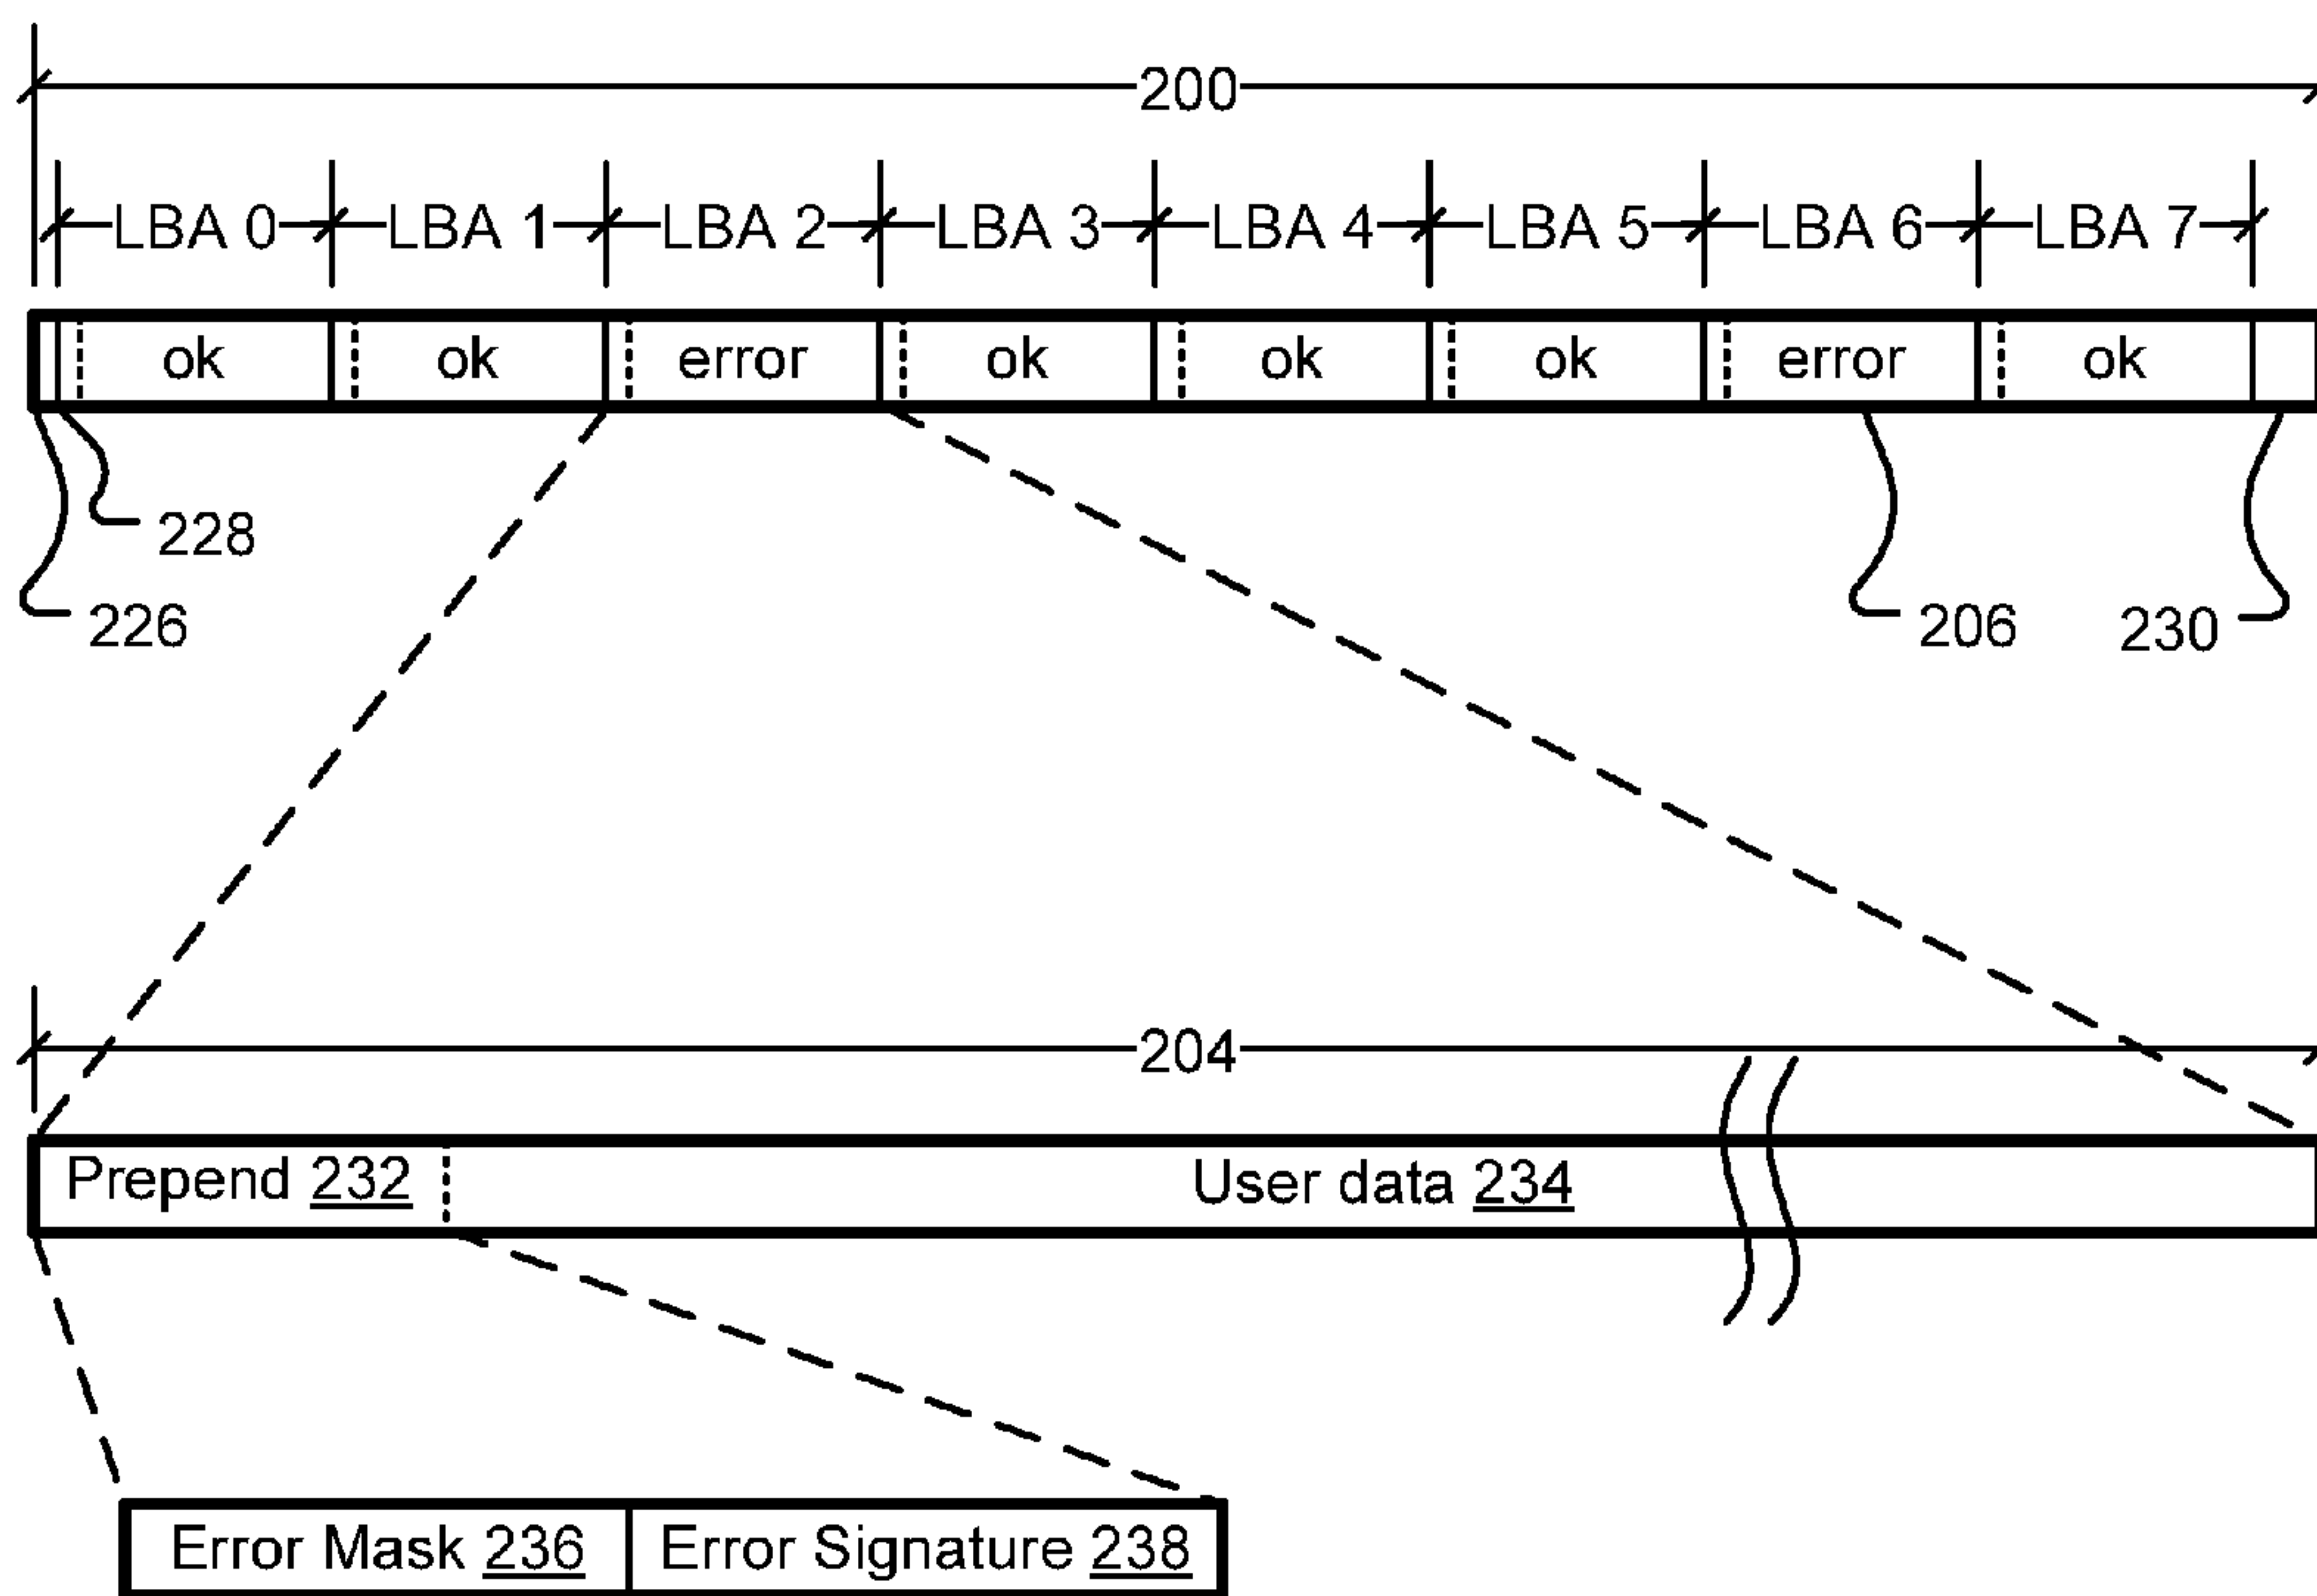 200
LBA 0 LBA 1 LBA 2 LBA 3 LBA 4 LBA 5 LBA 6 LBA 7
ok ok error ok ok ok error ok
228
226 206 230
204
Prepend 232 User data 234
Error Mask 236 Error Signature 238